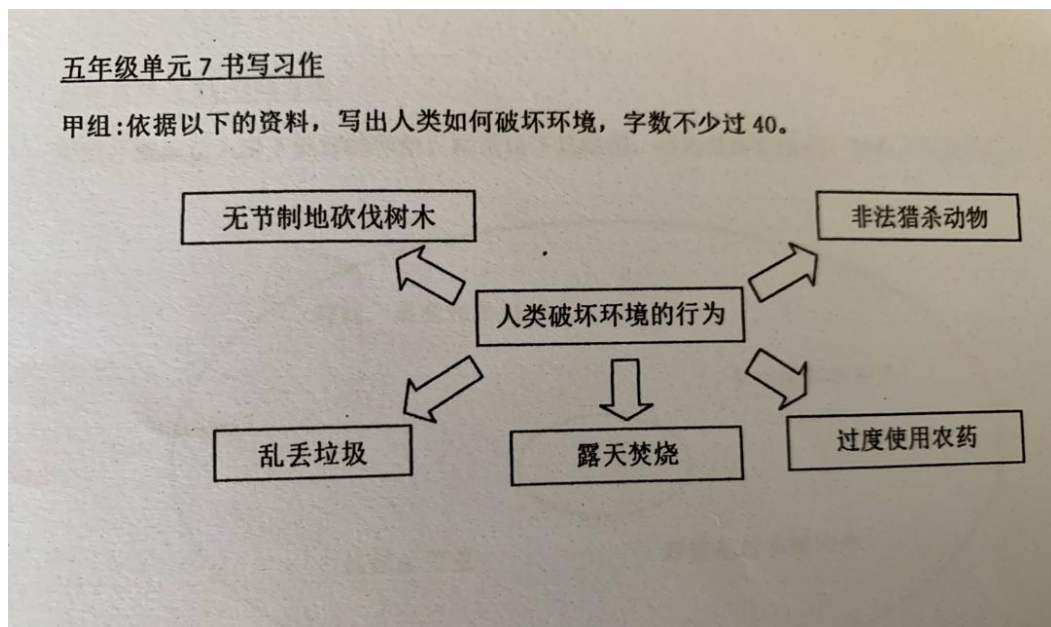 五年级单元7书写习作
甲组:依据以下的资料，写出人类如何破坏环境，字数不少过40。
无节制地砍伐树木
非法猎杀动物
人类破坏环境的行为
乱丢垃圾
露天焚烧
过度使用农药